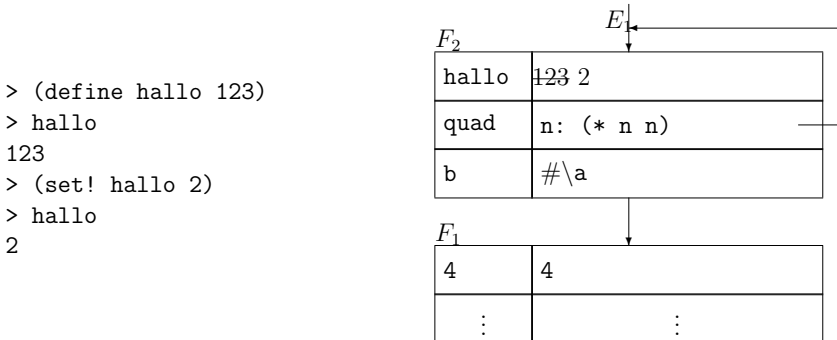 > (define hallo 123)
> hallo
123
> (set! hallo 2)
> hallo
2
E1
F2
hallo 123 2
quad n: (* n n)
b #\a
F1
4 4
⋮ ⋮